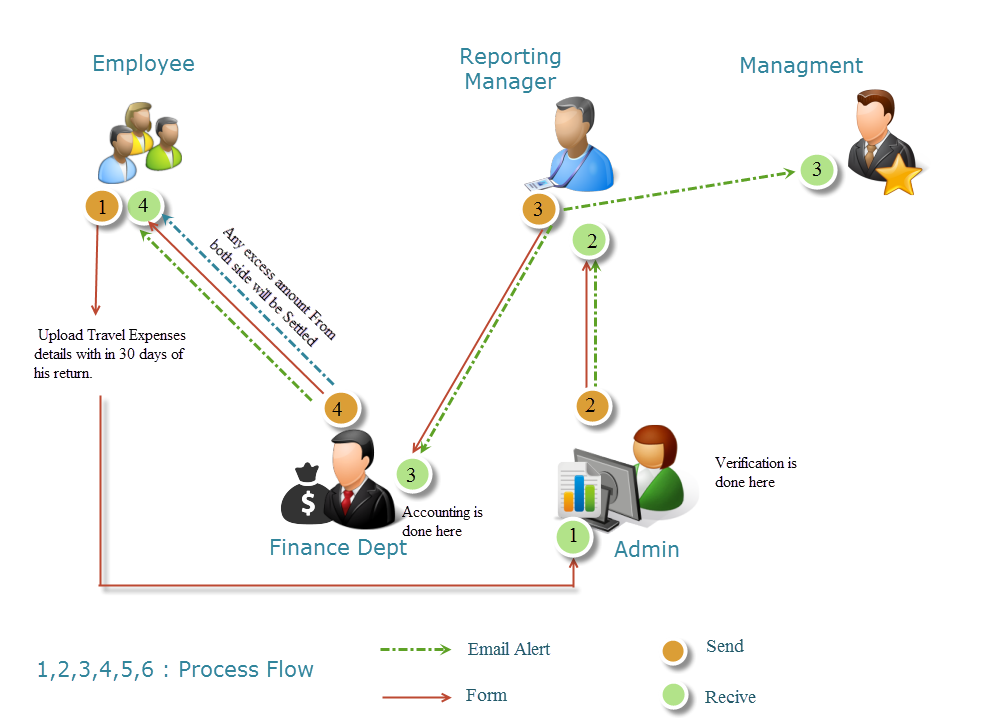 Employee
Reporting
Manager
Managment
3
1
4
3
2
Any excess amount From
both side will be Settled
Upload Travel Expenses
details with in 30 days of
his return.
4
2
3
$
Verification is
done here
Accounting is
done here
1
Finance Dept
Admin
Email Alert
Send
1,2,3,4,5,6 : Process Flow
Form
Recive